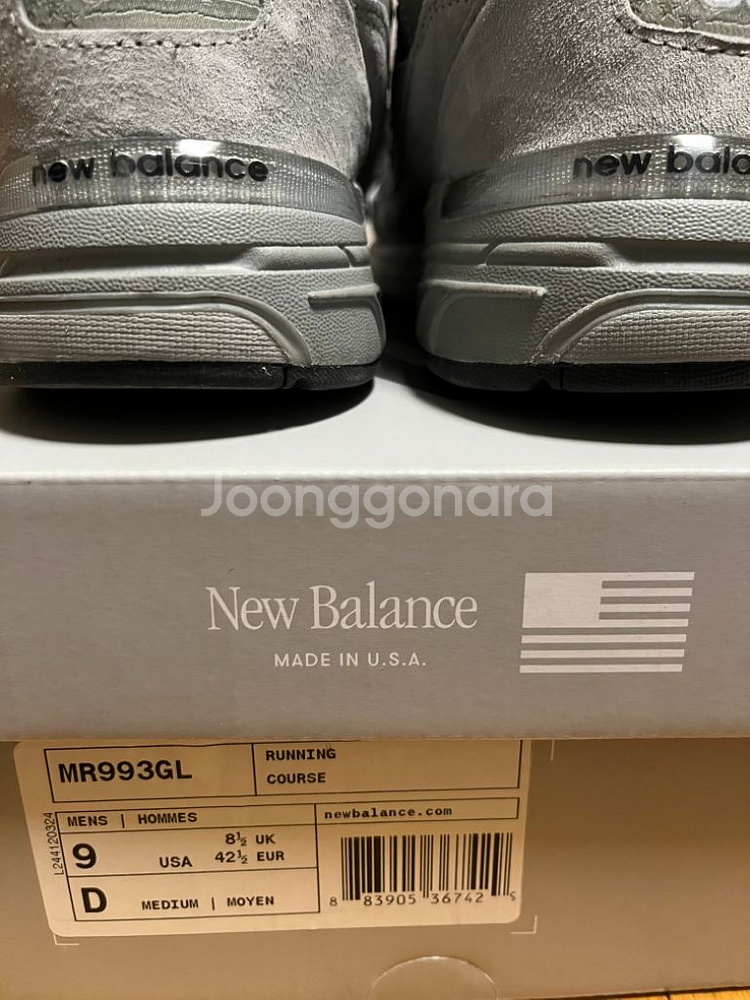 new balance
new bala
Joonggonara
New Balance
MADE IN U.S.A.
MR993GL
RUNNING
COURSE
L244120324
MENS | HOMMES
newbalance.com
9 USA
8½ UK
42½ EUR
D MEDIUM | MOYEN
8 83905 36742 5